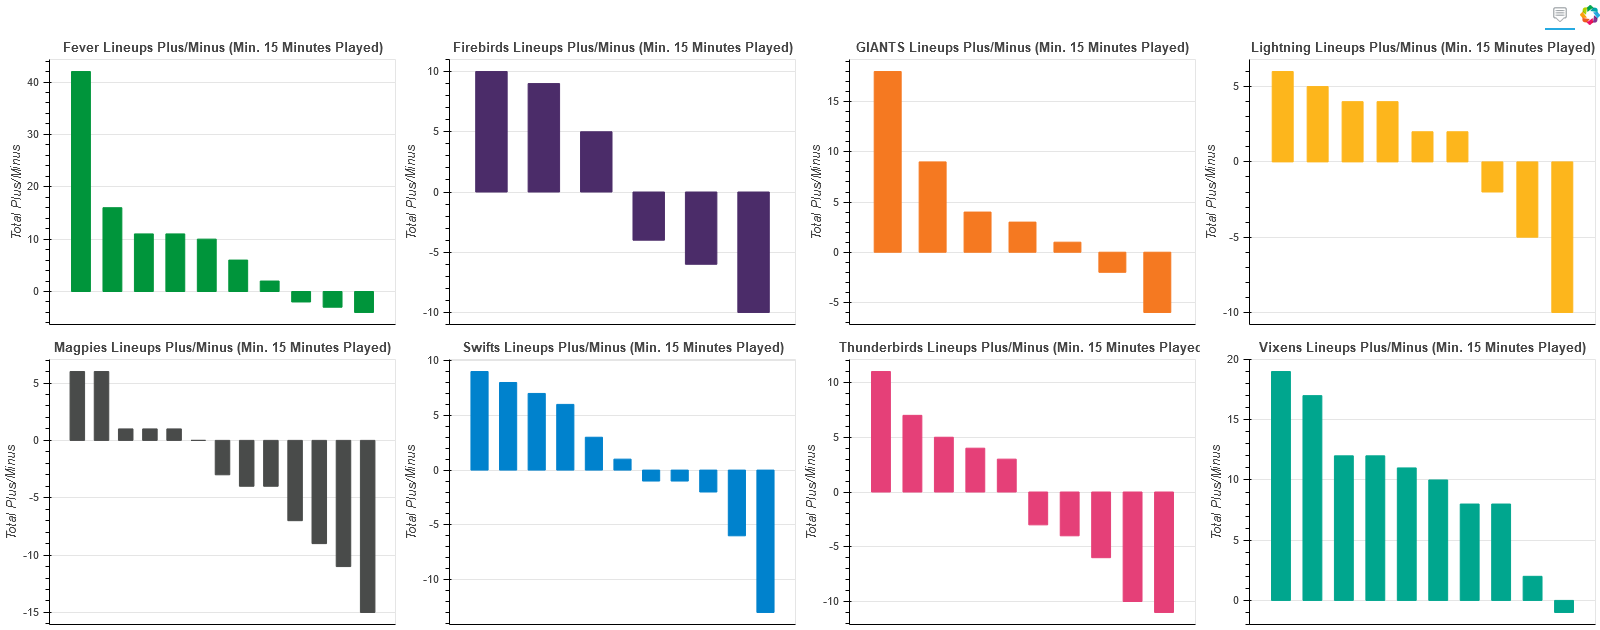 Fever Lineups Plus/Minus (Min. 15 Minutes Played)
Total Plus/Minus
40
30
20
10
0
Firebirds Lineups Plus/Minus (Min. 15 Minutes Played)
Total Plus/Minus
10
5
0
-5
-10
GIANTS Lineups Plus/Minus (Min. 15 Minutes Played)
Total Plus/Minus
15
10
5
0
-5
Lightning Lineups Plus/Minus (Min. 15 Minutes Played)
Total Plus/Minus
5
0
-5
-10
Magpies Lineups Plus/Minus (Min. 15 Minutes Played)
Total Plus/Minus
5
0
-5
-10
-15
Swifts Lineups Plus/Minus (Min. 15 Minutes Played)
Total Plus/Minus
10
5
0
-5
-10
Thunderbirds Lineups Plus/Minus (Min. 15 Minutes Played
Total Plus/Minus
10
5
0
-5
-10
Vixens Lineups Plus/Minus (Min. 15 Minutes Played)
Total Plus/Minus
20
15
10
5
0